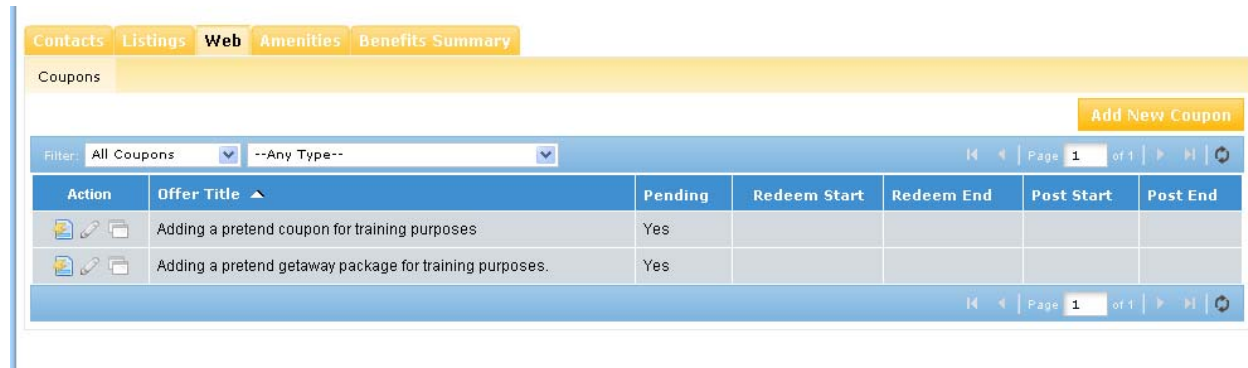 Contacts Listings Web Amenities Benefits Summary
Coupons
Add New Coupon
Filter: All Coupons --Any Type-- Page 1 of 1
Action Offer Title Pending Redeem Start Redeem End Post Start Post End
Adding a pretend coupon for training purposes Yes
Adding a pretend getaway package for training purposes. Yes
Page 1 of 1